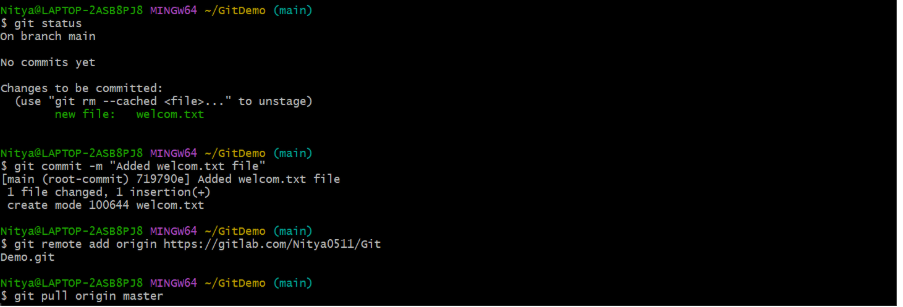 Nitya@LAPTOP-2ASB8PJ8 MINGW64 ~/GitDemo (main)
$ git status
On branch main
No commits yet
Changes to be committed:
  (use "git rm --cached <file>..." to unstage)
        new file:   welcom.txt
Nitya@LAPTOP-2ASB8PJ8 MINGW64 ~/GitDemo (main)
$ git commit -m "Added welcom.txt file"
[main (root-commit) 719790e] Added welcom.txt file
 1 file changed, 1 insertion(+)
 create mode 100644 welcom.txt
Nitya@LAPTOP-2ASB8PJ8 MINGW64 ~/GitDemo (main)
$ git remote add origin https://gitlab.com/Nitya0511/Git
Demo.git
Nitya@LAPTOP-2ASB8PJ8 MINGW64 ~/GitDemo (main)
$ git pull origin master